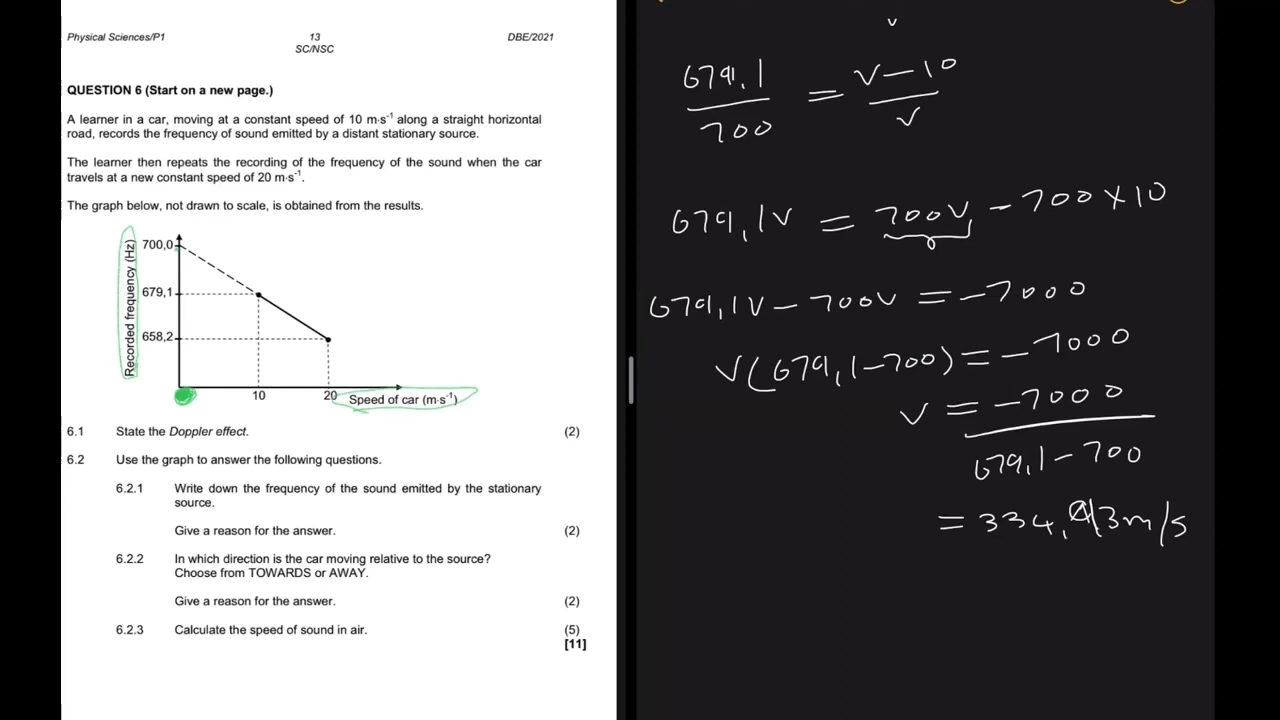 Physical Sciences/P1 13 DBE/2021
SC/NSC
QUESTION 6 (Start on a new page.)
A learner in a car, moving at a constant speed of 10 m·s⁻¹ along a straight horizontal
road, records the frequency of sound emitted by a distant stationary source.
The learner then repeats the recording of the frequency of the sound when the car
travels at a new constant speed of 20 m·s⁻¹.
The graph below, not drawn to scale, is obtained from the results.
Recorded frequency (Hz)
700,0
679,1
658,2
10 20 Speed of car (m·s⁻¹)
6.1 State the Doppler effect. (2)
6.2 Use the graph to answer the following questions.
6.2.1 Write down the frequency of the sound emitted by the stationary
source.
Give a reason for the answer. (2)
6.2.2 In which direction is the car moving relative to the source?
Choose from TOWARDS or AWAY.
Give a reason for the answer. (2)
6.2.3 Calculate the speed of sound in air. (5)
[11]
v
679,1 = v - 10
700 v
679,1v = 700v - 700 × 10
679,1v - 700v = -7000
v(679,1-700) = -7000
v = -7000
679,1 - 700
= 334,93m/s